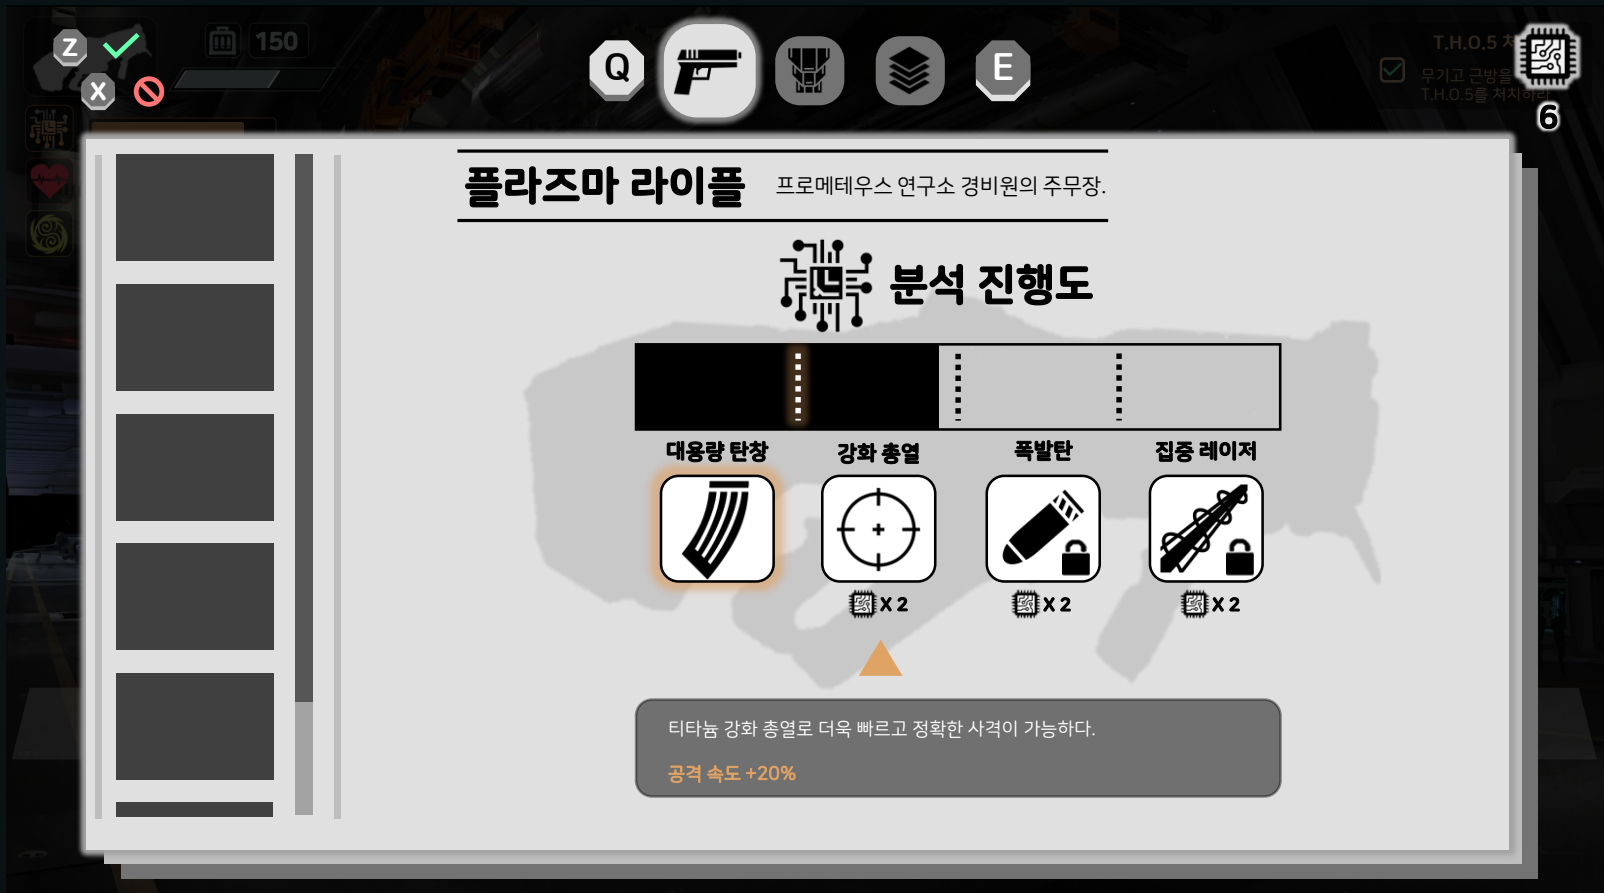 Z
150
X
Q
E
T.H.O.5 처
무기고 근방을
T.H.O.5를 처치하라
6
플라즈마 라이플
프로메테우스 연구소 경비원의 주무장.
분석 진행도
대용량 탄창
강화 총열
폭발탄
집중 레이저
X 2
X 2
X 2
티타늄 강화 총열로 더욱 빠르고 정확한 사격이 가능하다.
공격 속도 +20%